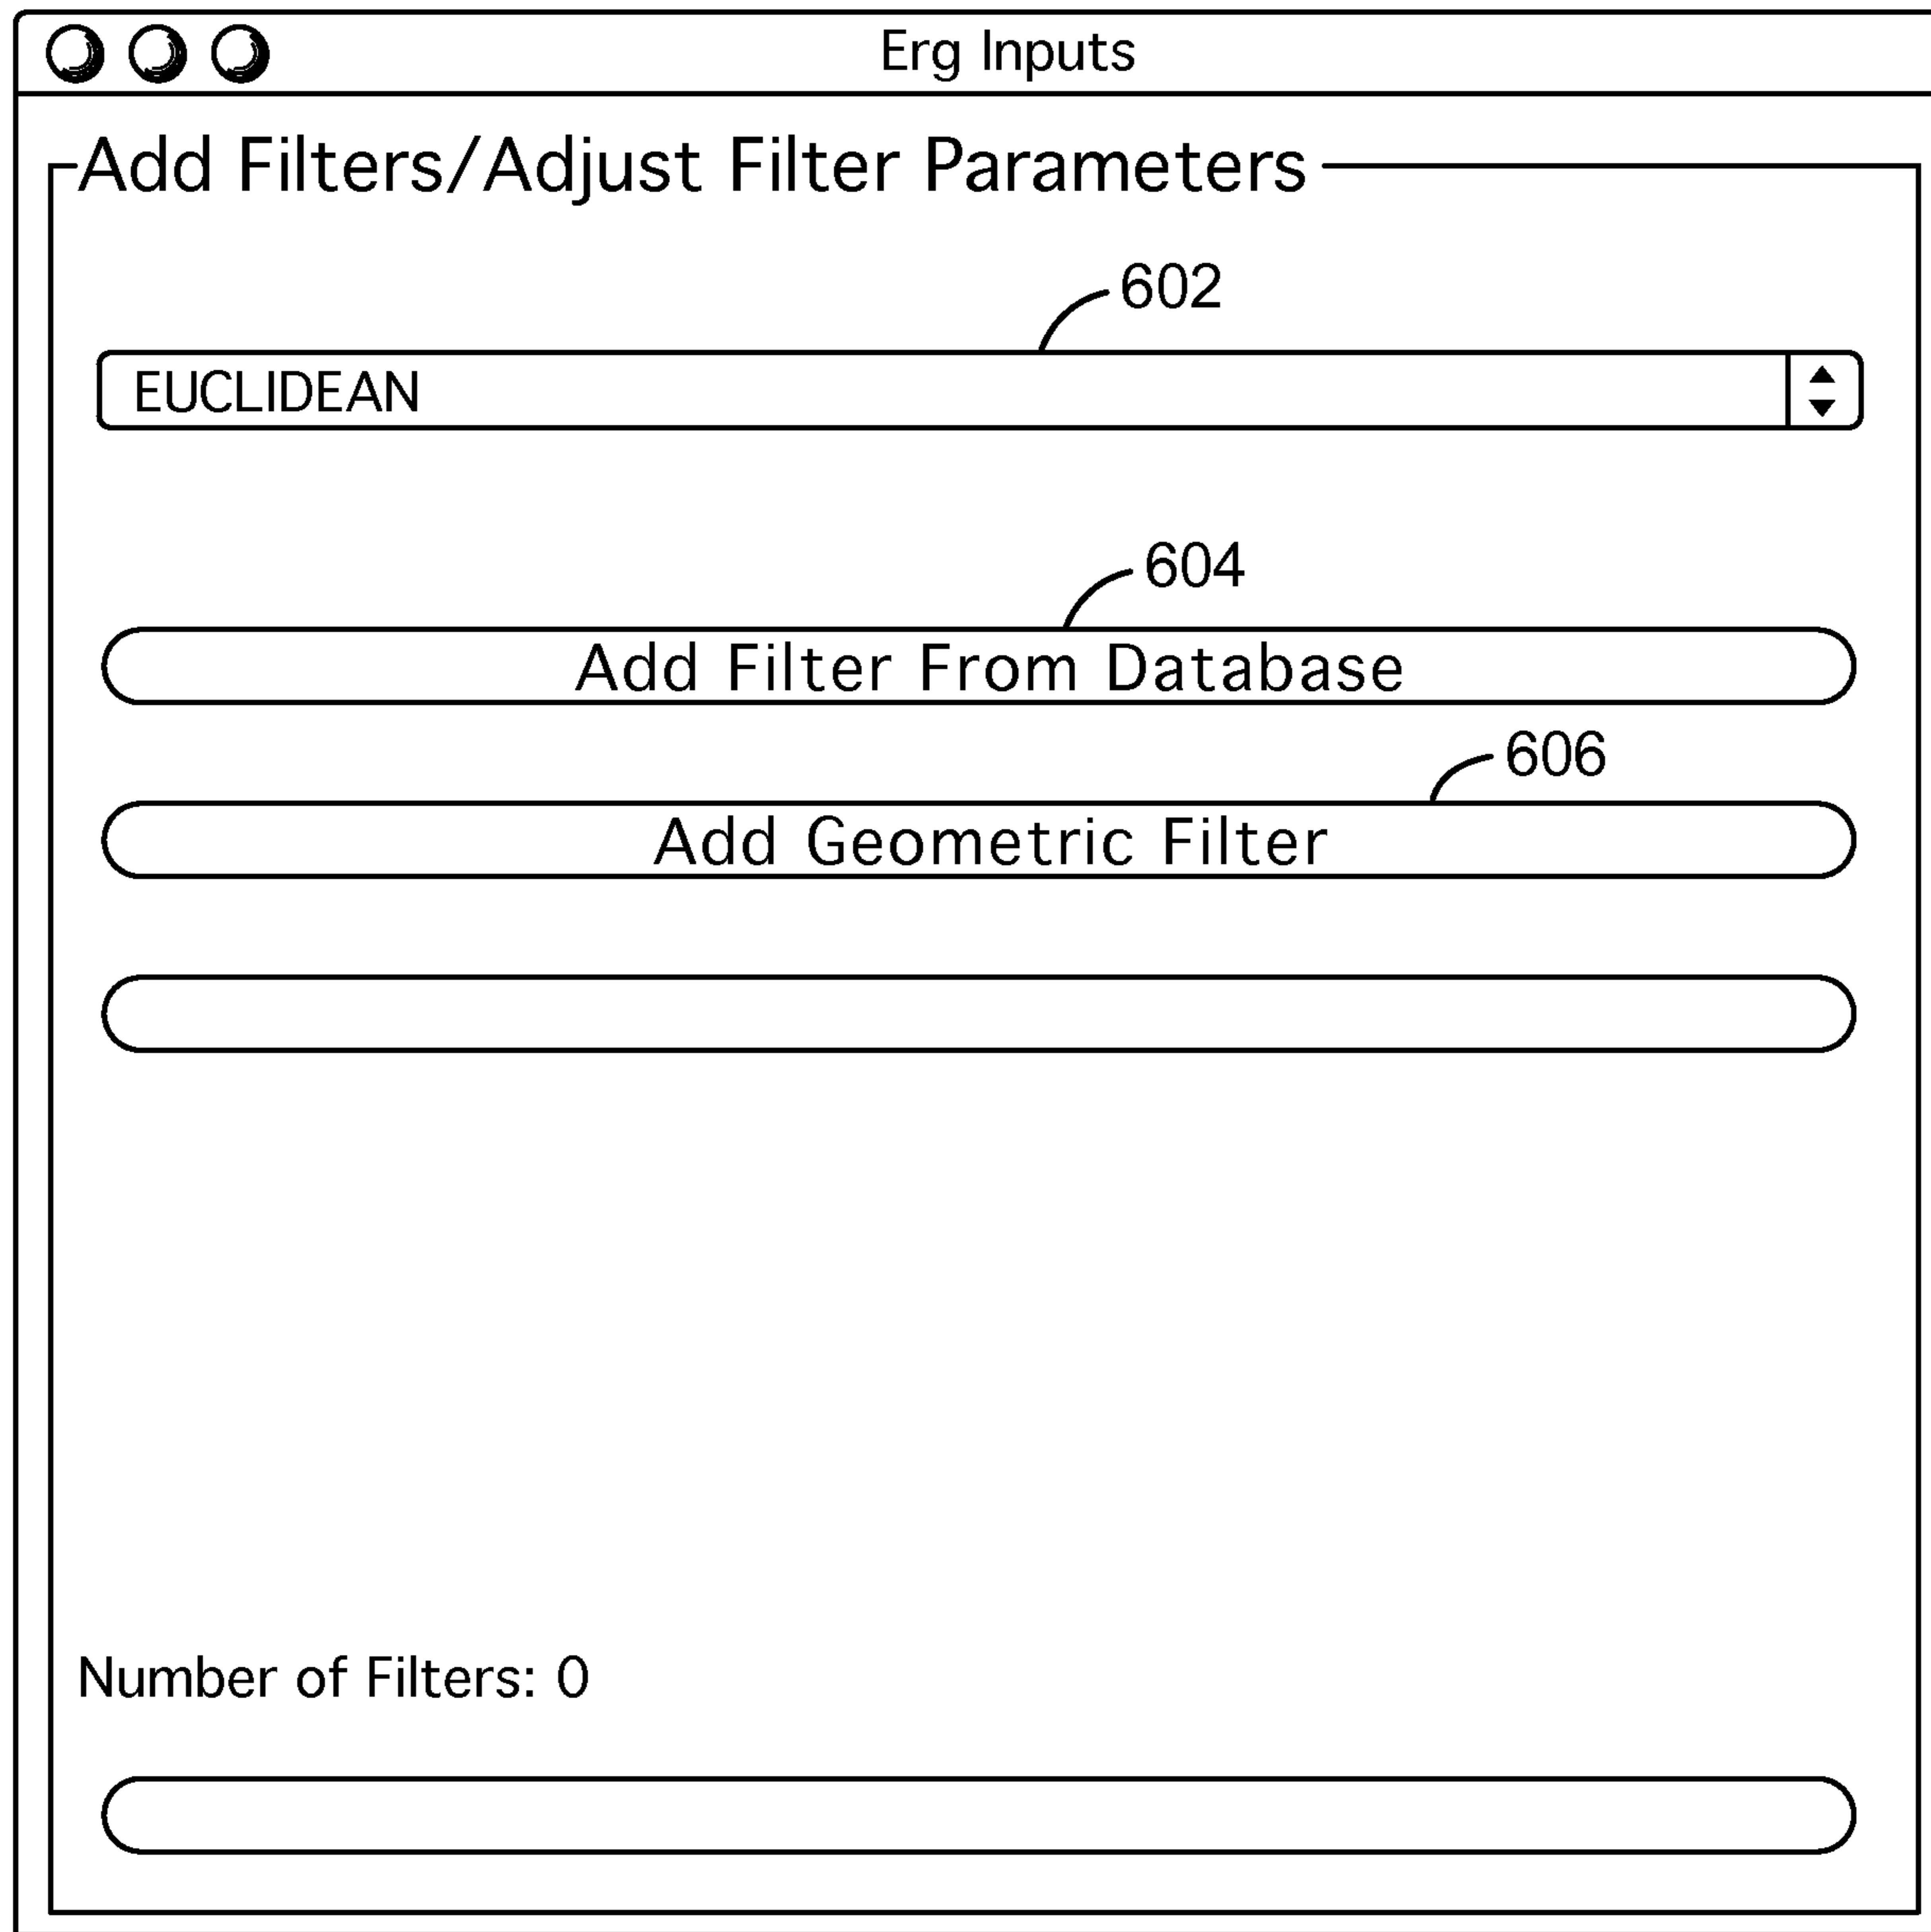 Erg Inputs
Add Filters/Adjust Filter Parameters
602
EUCLIDEAN
604
Add Filter From Database
606
Add Geometric Filter
Number of Filters: 0